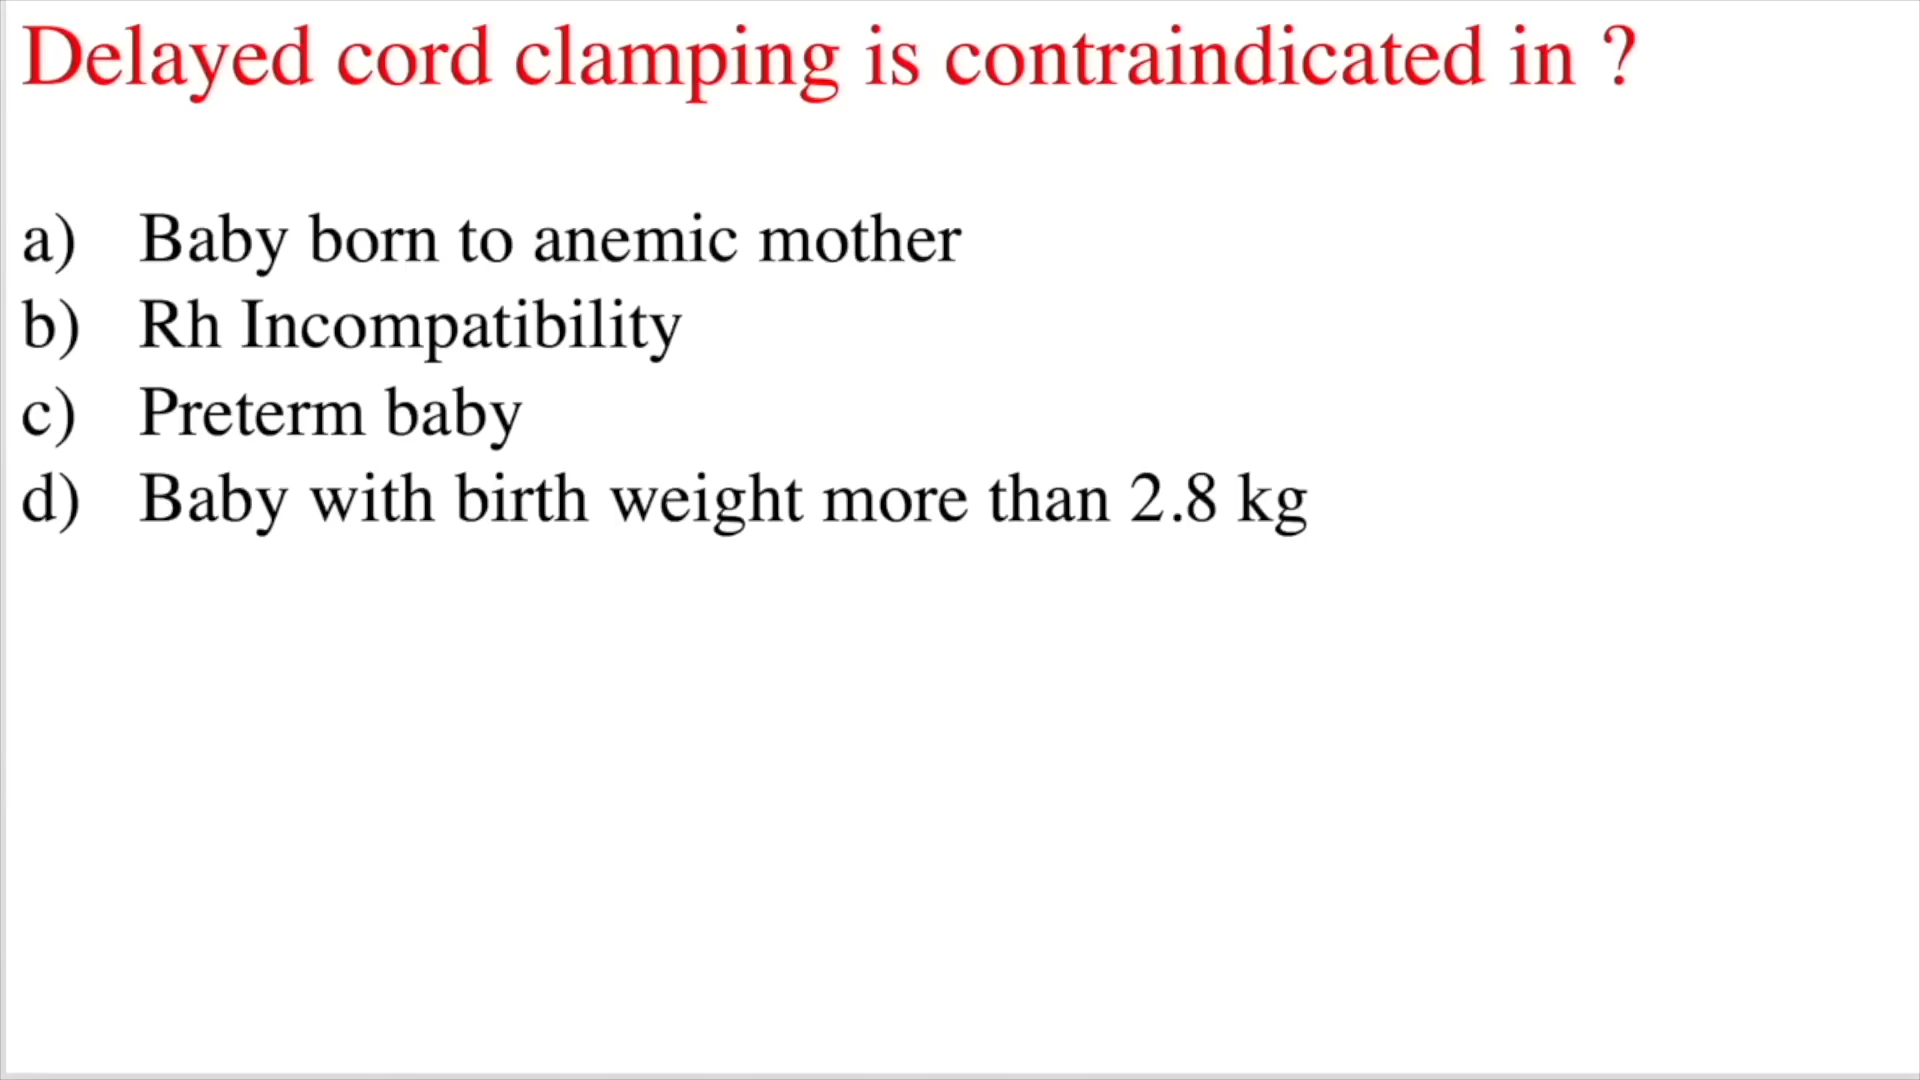 Delayed cord clamping is contraindicated in ?
a) Baby born to anemic mother
b) Rh Incompatibility
c) Preterm baby
d) Baby with birth weight more than 2.8 kg